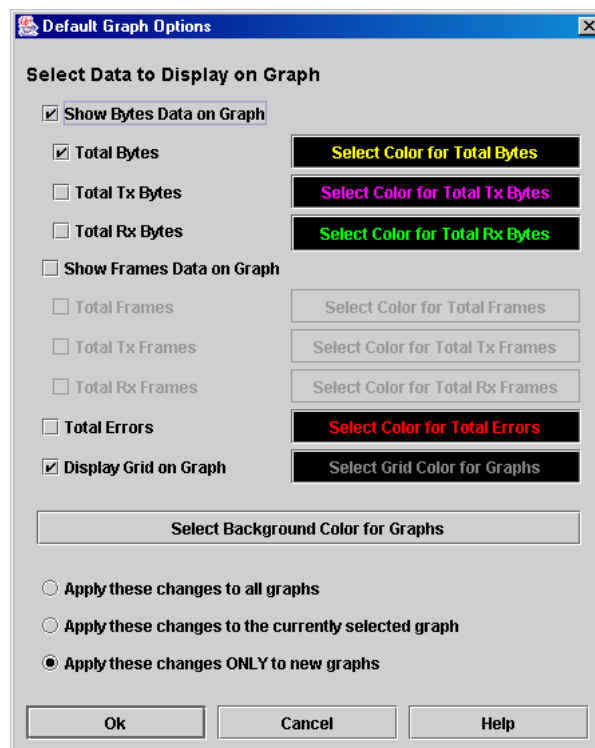 Default Graph Options
Select Data to Display on Graph
Show Bytes Data on Graph
Total Bytes Select Color for Total Bytes
Total Tx Bytes Select Color for Total Tx Bytes
Total Rx Bytes Select Color for Total Rx Bytes
Show Frames Data on Graph
Total Frames Select Color for Total Frames
Total Tx Frames Select Color for Total Tx Frames
Total Rx Frames Select Color for Total Rx Frames
Total Errors Select Color for Total Errors
Display Grid on Graph Select Grid Color for Graphs
Select Background Color for Graphs
Apply these changes to all graphs
Apply these changes to the currently selected graph
Apply these changes ONLY to new graphs
Ok Cancel Help